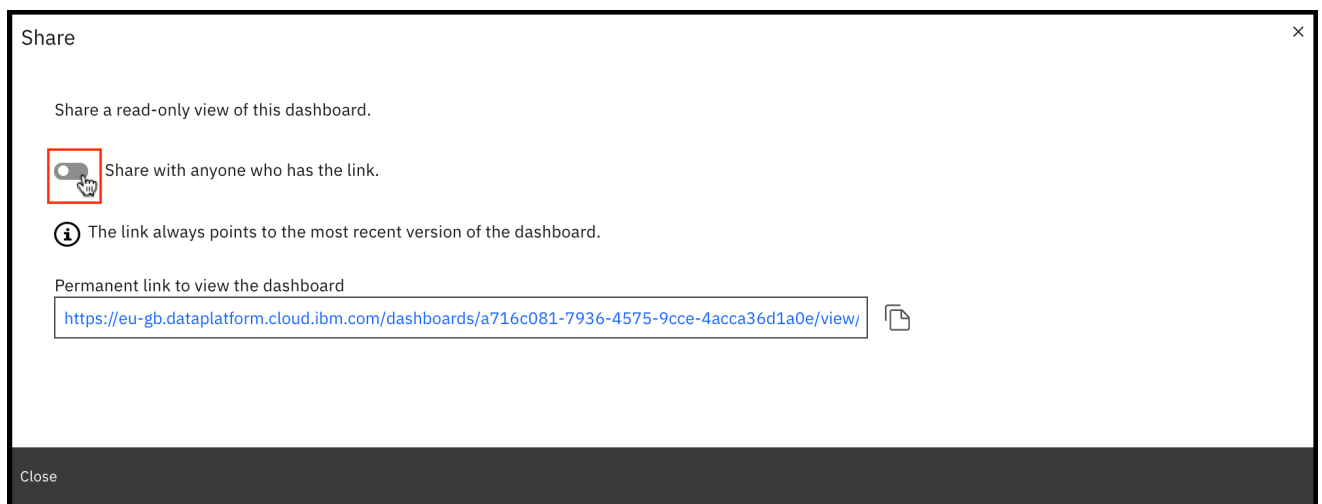 Share
Share a read-only view of this dashboard.
Share with anyone who has the link.
The link always points to the most recent version of the dashboard.
Permanent link to view the dashboard
https://eu-gb.dataplatform.cloud.ibm.com/dashboards/a716c081-7936-4575-9cce-4acca36d1a0e/view/
Close